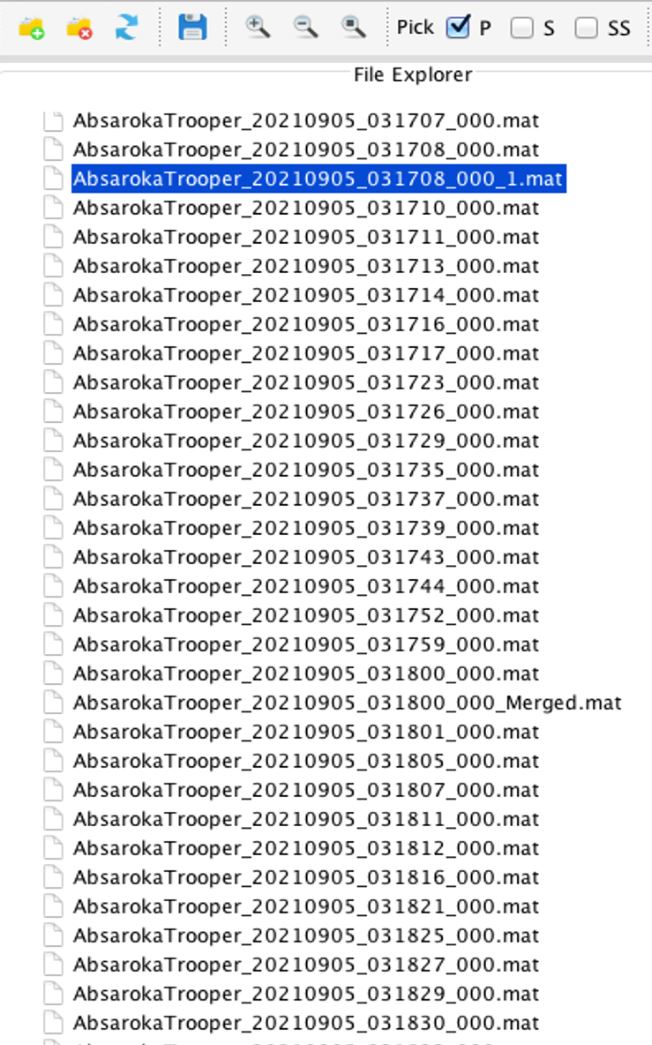 Pick P S SS
File Explorer
AbsarokaTrooper_20210905_031707_000.mat
AbsarokaTrooper_20210905_031708_000.mat
AbsarokaTrooper_20210905_031708_000_1.mat
AbsarokaTrooper_20210905_031710_000.mat
AbsarokaTrooper_20210905_031711_000.mat
AbsarokaTrooper_20210905_031713_000.mat
AbsarokaTrooper_20210905_031714_000.mat
AbsarokaTrooper_20210905_031716_000.mat
AbsarokaTrooper_20210905_031717_000.mat
AbsarokaTrooper_20210905_031723_000.mat
AbsarokaTrooper_20210905_031726_000.mat
AbsarokaTrooper_20210905_031729_000.mat
AbsarokaTrooper_20210905_031735_000.mat
AbsarokaTrooper_20210905_031737_000.mat
AbsarokaTrooper_20210905_031739_000.mat
AbsarokaTrooper_20210905_031743_000.mat
AbsarokaTrooper_20210905_031744_000.mat
AbsarokaTrooper_20210905_031752_000.mat
AbsarokaTrooper_20210905_031759_000.mat
AbsarokaTrooper_20210905_031800_000.mat
AbsarokaTrooper_20210905_031800_000_Merged.mat
AbsarokaTrooper_20210905_031801_000.mat
AbsarokaTrooper_20210905_031805_000.mat
AbsarokaTrooper_20210905_031807_000.mat
AbsarokaTrooper_20210905_031811_000.mat
AbsarokaTrooper_20210905_031812_000.mat
AbsarokaTrooper_20210905_031816_000.mat
AbsarokaTrooper_20210905_031821_000.mat
AbsarokaTrooper_20210905_031825_000.mat
AbsarokaTrooper_20210905_031827_000.mat
AbsarokaTrooper_20210905_031829_000.mat
AbsarokaTrooper_20210905_031830_000.mat